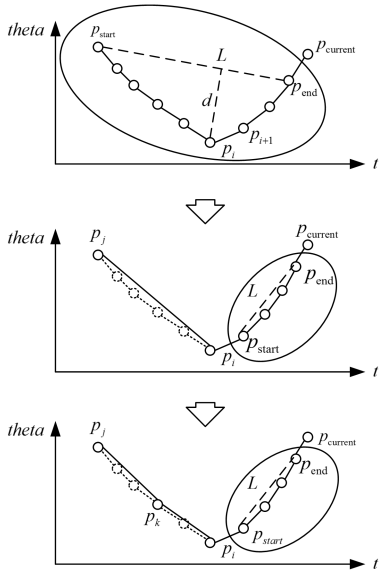 theta
p_start
p_current
L
p_end
d
p_i
p_{i+1}
t
theta
p_j
p_current
L
p_end
p_start
p_i
t
theta
p_j
p_current
L
p_end
p_k
p_start
p_i
t